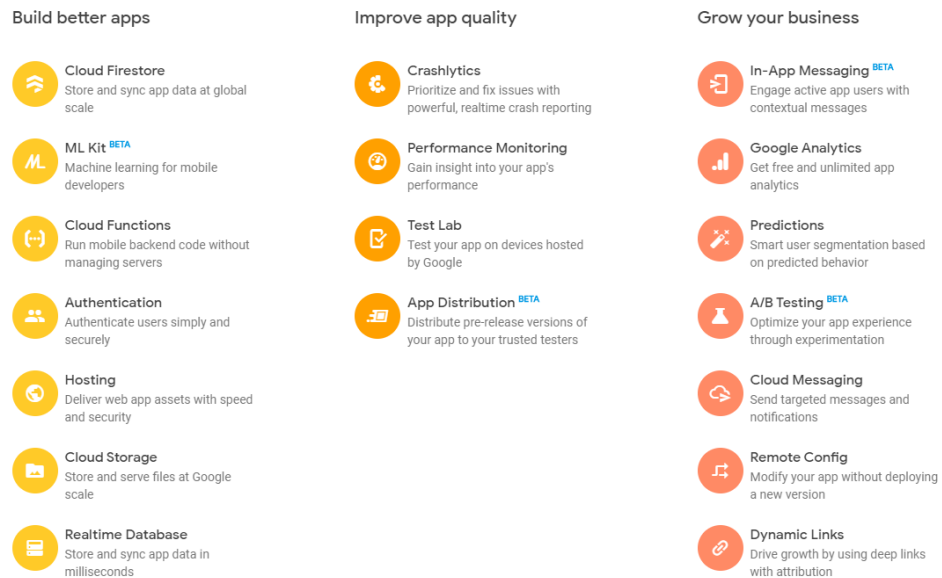 Build better apps
Cloud Firestore
Store and sync app data at global
scale
ML Kit BETA
Machine learning for mobile
developers
Cloud Functions
Run mobile backend code without
managing servers
Authentication
Authenticate users simply and
securely
Hosting
Deliver web app assets with speed
and security
Cloud Storage
Store and serve files at Google
scale
Realtime Database
Store and sync app data in
milliseconds
Improve app quality
Crashlytics
Prioritize and fix issues with
powerful, realtime crash reporting
Performance Monitoring
Gain insight into your app's
performance
Test Lab
Test your app on devices hosted
by Google
App Distribution BETA
Distribute pre-release versions of
your app to your trusted testers
Grow your business
In-App Messaging BETA
Engage active app users with
contextual messages
Google Analytics
Get free and unlimited app
analytics
Predictions
Smart user segmentation based
on predicted behavior
A/B Testing BETA
Optimize your app experience
through experimentation
Cloud Messaging
Send targeted messages and
notifications
Remote Config
Modify your app without deploying
a new version
Dynamic Links
Drive growth by using deep links
with attribution